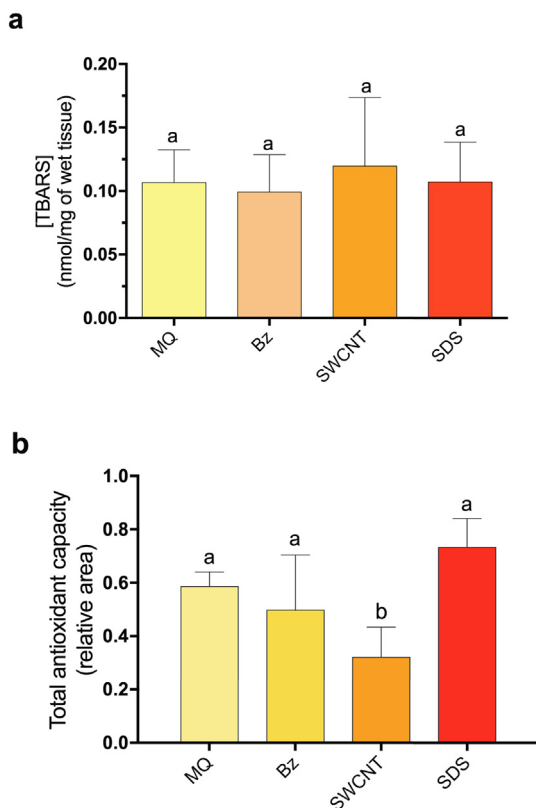 a
[TBARS]
(nmol/mg of wet tissue)
0.20
0.15
0.10
0.05
0.00
a
a
a
a
MQ
Bz
SWCNT
SDS
b
Total antioxidant capacity
(relative area)
1.0
0.8
0.6
0.4
0.2
0.0
a
a
b
a
MQ
Bz
SWCNT
SDS